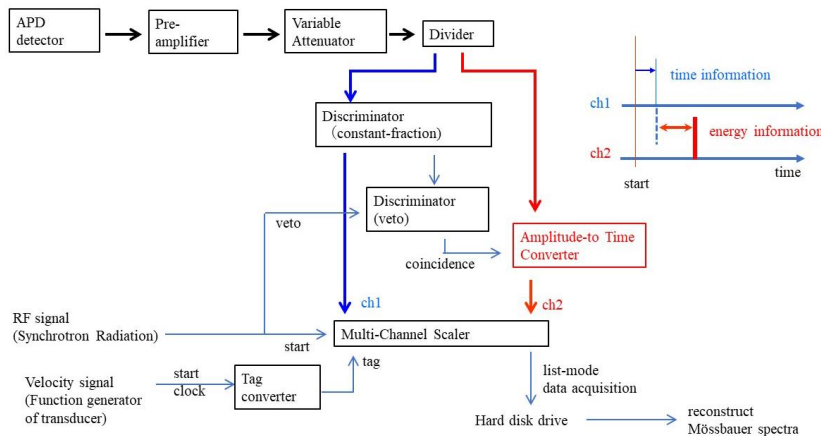 APD
detector
Pre-
amplifier
Variable
Attenuator
Divider
Discriminator
(constant-fraction)
Discriminator
(veto)
veto
coincidence
Amplitude-to Time
Converter
ch1
ch2
RF signal
(Synchrotron Radiation)
start
Multi-Channel Scaler
tag
Velocity signal
(Function generator
of transducer)
start
clock
Tag
converter
list-mode
data acquisition
Hard disk drive
reconstruct
Mössbauer spectra
time information
ch1
energy information
ch2
start
time